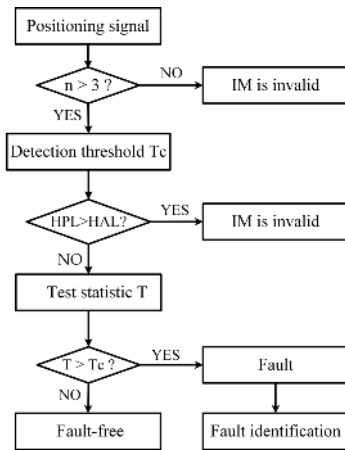 Positioning signal
n > 3 ?
NO
IM is invalid
YES
Detection threshold Tc
HPL>HAL?
YES
IM is invalid
NO
Test statistic T
T > Tc ?
YES
Fault
NO
Fault-free
Fault identification